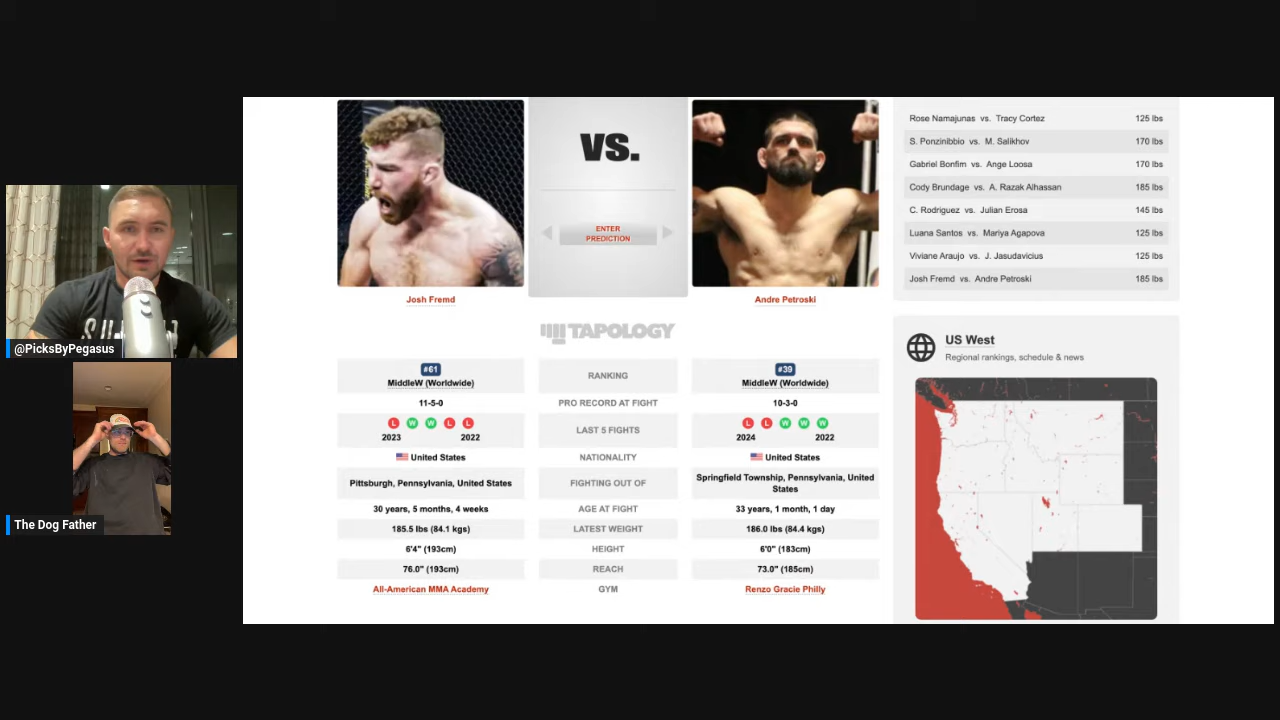 @PicksByPegasus
The Dog Father
VS.
ENTER
PREDICTION
Josh Fremd
Andre Petroski
TAPOLOGY
#61
MiddleW (Worldwide)
RANKING
#39
MiddleW (Worldwide)
11-5-0
PRO RECORD AT FIGHT
10-3-0
L W W L L
2023 2022
LAST 5 FIGHTS
L L W W W
2024 2022
United States
NATIONALITY
United States
Pittsburgh, Pennsylvania, United States
FIGHTING OUT OF
Springfield Township, Pennsylvania, United
States
30 years, 5 months, 4 weeks
AGE AT FIGHT
33 years, 1 month, 1 day
185.5 lbs (84.1 kgs)
LATEST WEIGHT
186.0 lbs (84.4 kgs)
6'4" (193cm)
HEIGHT
6'0" (183cm)
76.0" (193cm)
REACH
73.0" (185cm)
All-American MMA Academy
GYM
Renzo Gracie Philly
Rose Namajunas vs. Tracy Cortez 125 lbs
S. Ponzinibbio vs. M. Salikhov 170 lbs
Gabriel Bonfim vs. Ange Loosa 170 lbs
Cody Brundage vs. A. Razak Alhassan 185 lbs
C. Rodriguez vs. Julian Erosa 145 lbs
Luana Santos vs. Mariya Agapova 125 lbs
Viviane Araujo vs. J. Jasudavicius 125 lbs
Josh Fremd vs. Andre Petroski 185 lbs
US West
Regional rankings, schedule & news